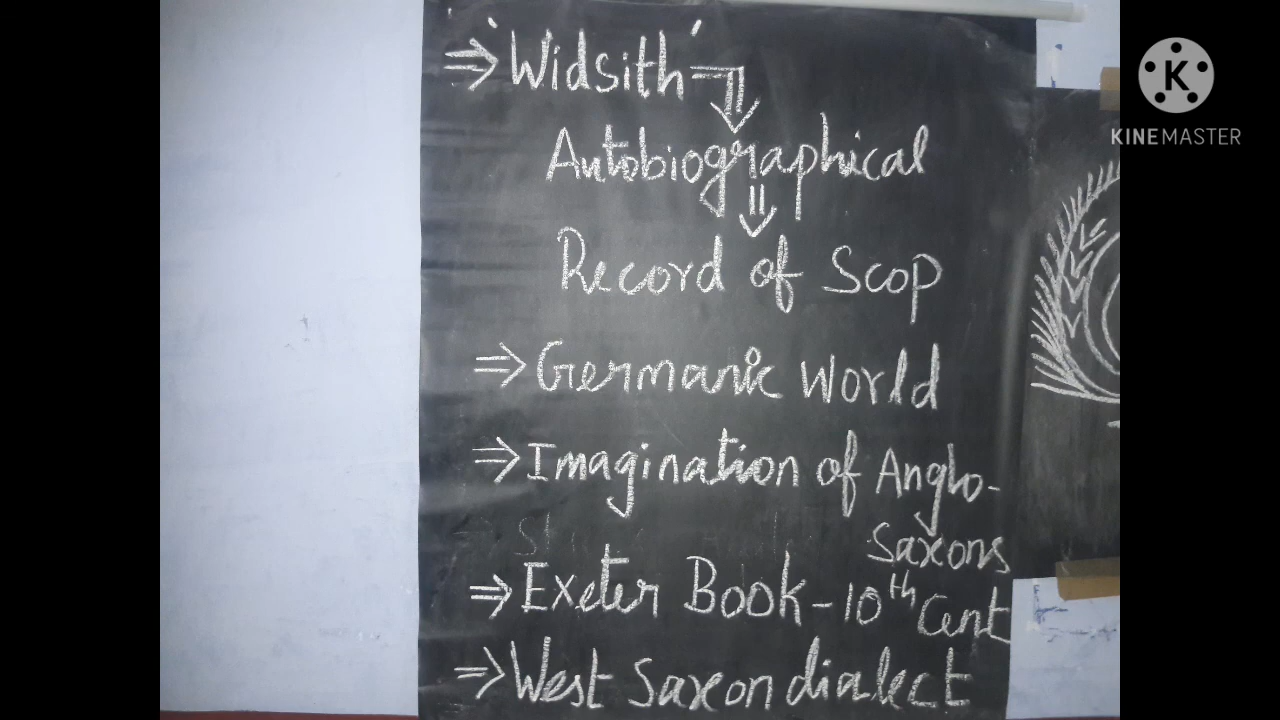 ⇒ 'Widsith'
Autobiographical
Record of Scop
⇒ Germanic World
⇒ Imagination of Anglo-
Saxons
⇒ Exeter Book - 10th Cent
⇒ West Saxon dialect
K
KINEMASTER